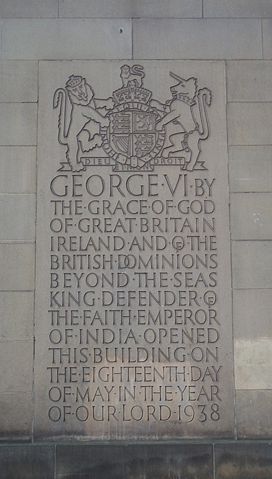 DIEU ET MON DROIT
GEORGE·VI·BY
THE·GRACE·OF·GOD
OF·GREAT·BRITAIN
IRELAND·AND·OF·THE
BRITISH·DOMINIONS
BEYOND·THE·SEAS
KING·DEFENDER·OF
THE·FAITH·EMPEROR
OF·INDIA·OPENED
THIS·BUILDING·ON
THE·EIGHTEENTH·DAY
OF·MAY·IN·THE·YEAR
OF·OUR·LORD·1938